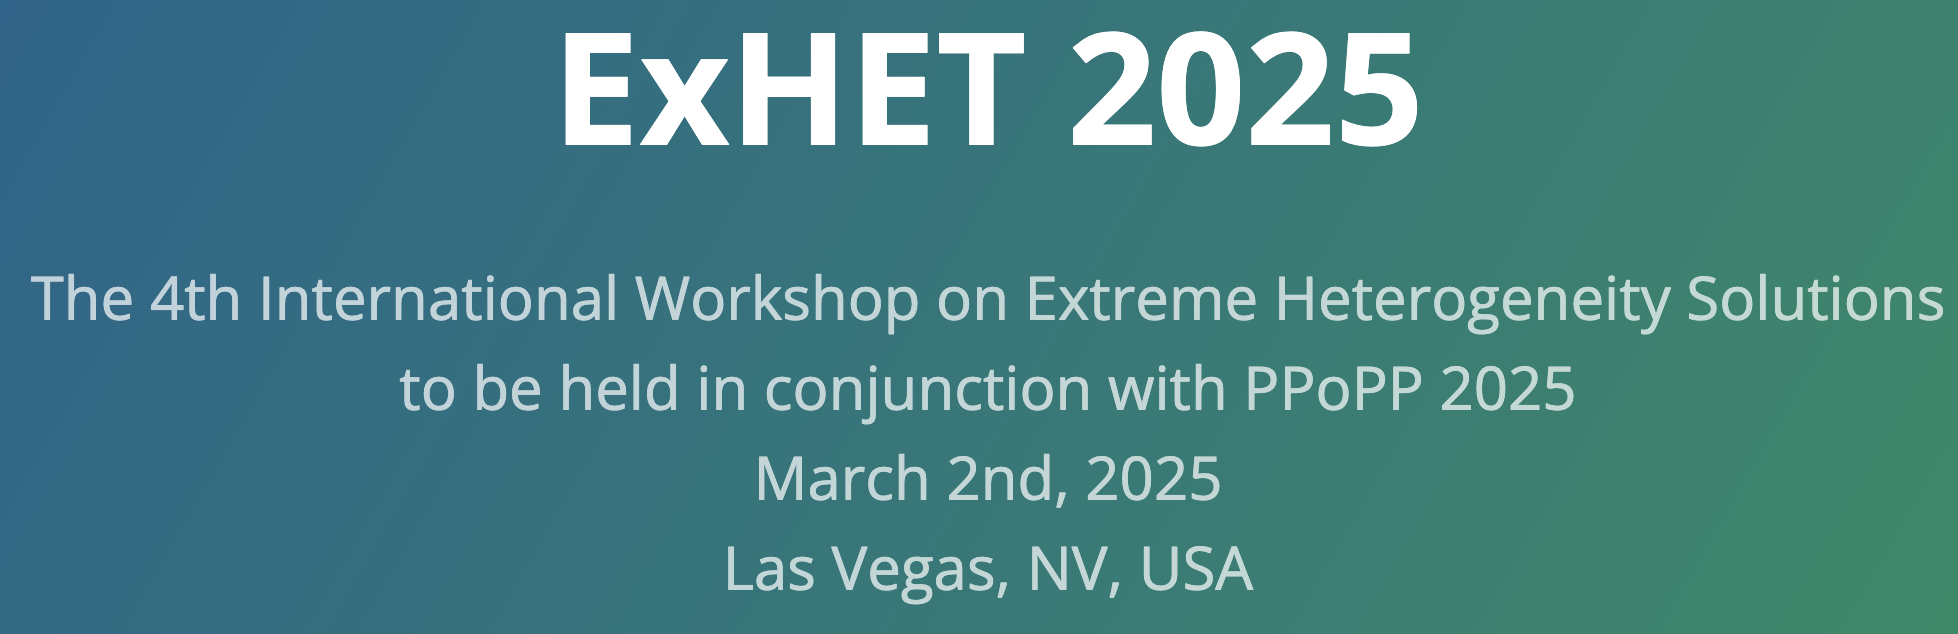 ExHET 2025
The 4th International Workshop on Extreme Heterogeneity Solutions
to be held in conjunction with PPoPP 2025
March 2nd, 2025
Las Vegas, NV, USA